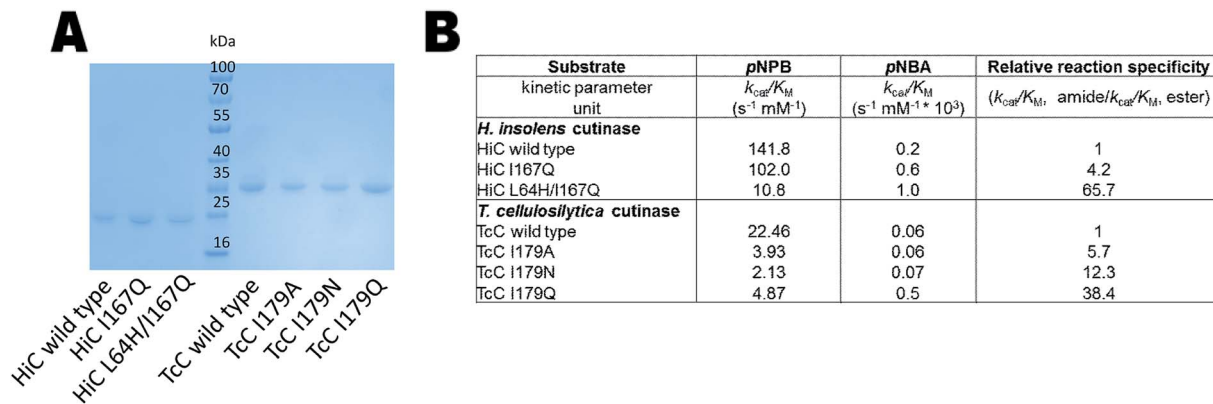 A
kDa
100
70
55
40
35
25
16
HiC wild type
HiC I167Q
HiC L64H/I167Q
TcC wild type
TcC I179A
TcC I179N
TcC I179Q
B
Substrate pNPB pNBA Relative reaction specificity
kinetic parameter kcat/KM kcat/KM (kcat/KM, amide/kcat/KM, ester)
unit (s⁻¹ mM⁻¹) (s⁻¹ mM⁻¹ * 10³)
H. insolens cutinase
HiC wild type 141.8 0.2 1
HiC I167Q 102.0 0.6 4.2
HiC L64H/I167Q 10.8 1.0 65.7
T. cellulosilytica cutinase
TcC wild type 22.46 0.06 1
TcC I179A 3.93 0.06 5.7
TcC I179N 2.13 0.07 12.3
TcC I179Q 4.87 0.5 38.4